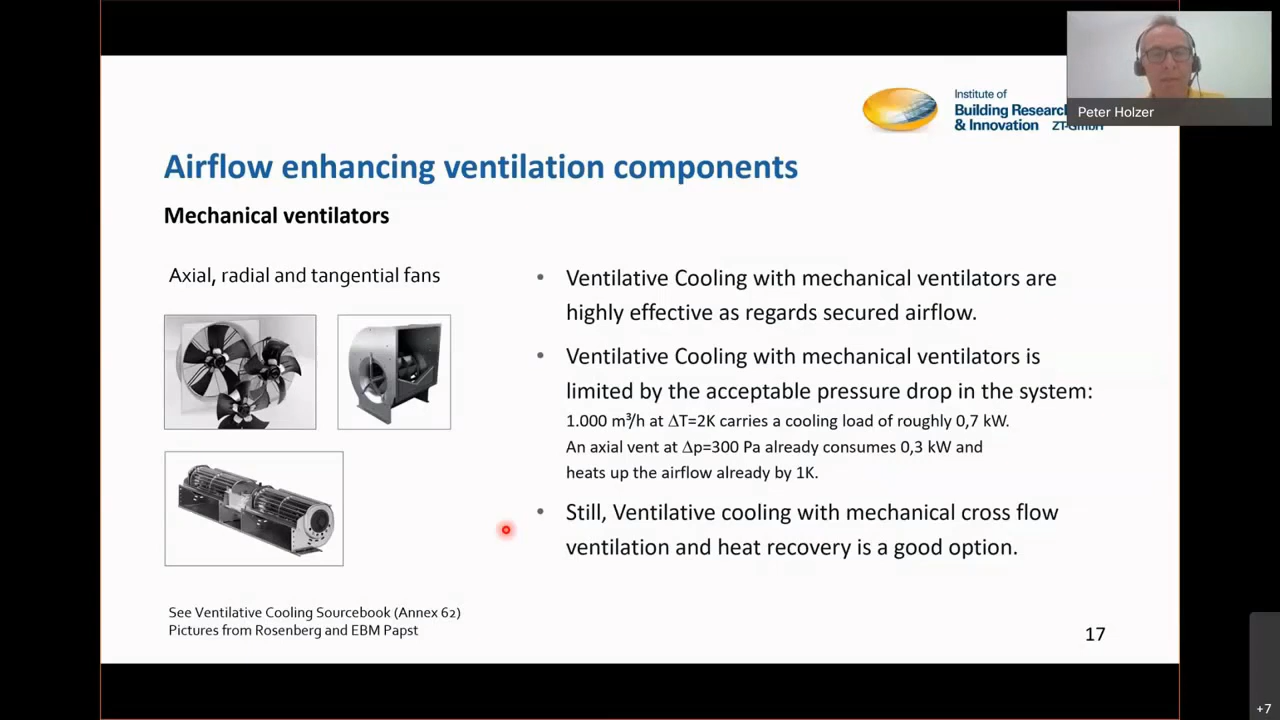 Institute of
Building Research
& Innovation ZT-GmbH
Peter Holzer
Airflow enhancing ventilation components
Mechanical ventilators
Axial, radial and tangential fans
• Ventilative Cooling with mechanical ventilators are
highly effective as regards secured airflow.
• Ventilative Cooling with mechanical ventilators is
limited by the acceptable pressure drop in the system:
1.000 m³/h at ΔT=2K carries a cooling load of roughly 0,7 kW.
An axial vent at Δp=300 Pa already consumes 0,3 kW and
heats up the airflow already by 1K.
• Still, Ventilative cooling with mechanical cross flow
ventilation and heat recovery is a good option.
See Ventilative Cooling Sourcebook (Annex 62)
Pictures from Rosenberg and EBM Papst
17
+7